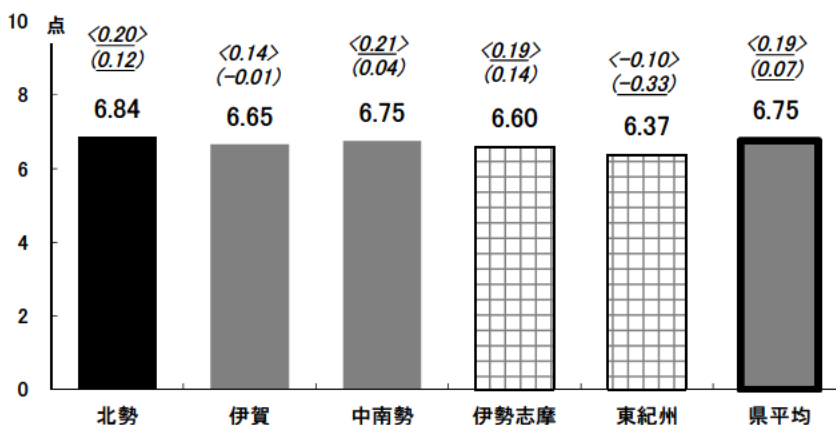 10 点
<0.20> <0.14> <0.21> <0.19> <-0.10> <0.19>
(0.12) (-0.01) (0.04) (0.14) (-0.33) (0.07)
8
6.84 6.65 6.75 6.60 6.37 6.75
6
4
2
0
北勢 伊賀 中南勢 伊勢志摩 東紀州 県平均